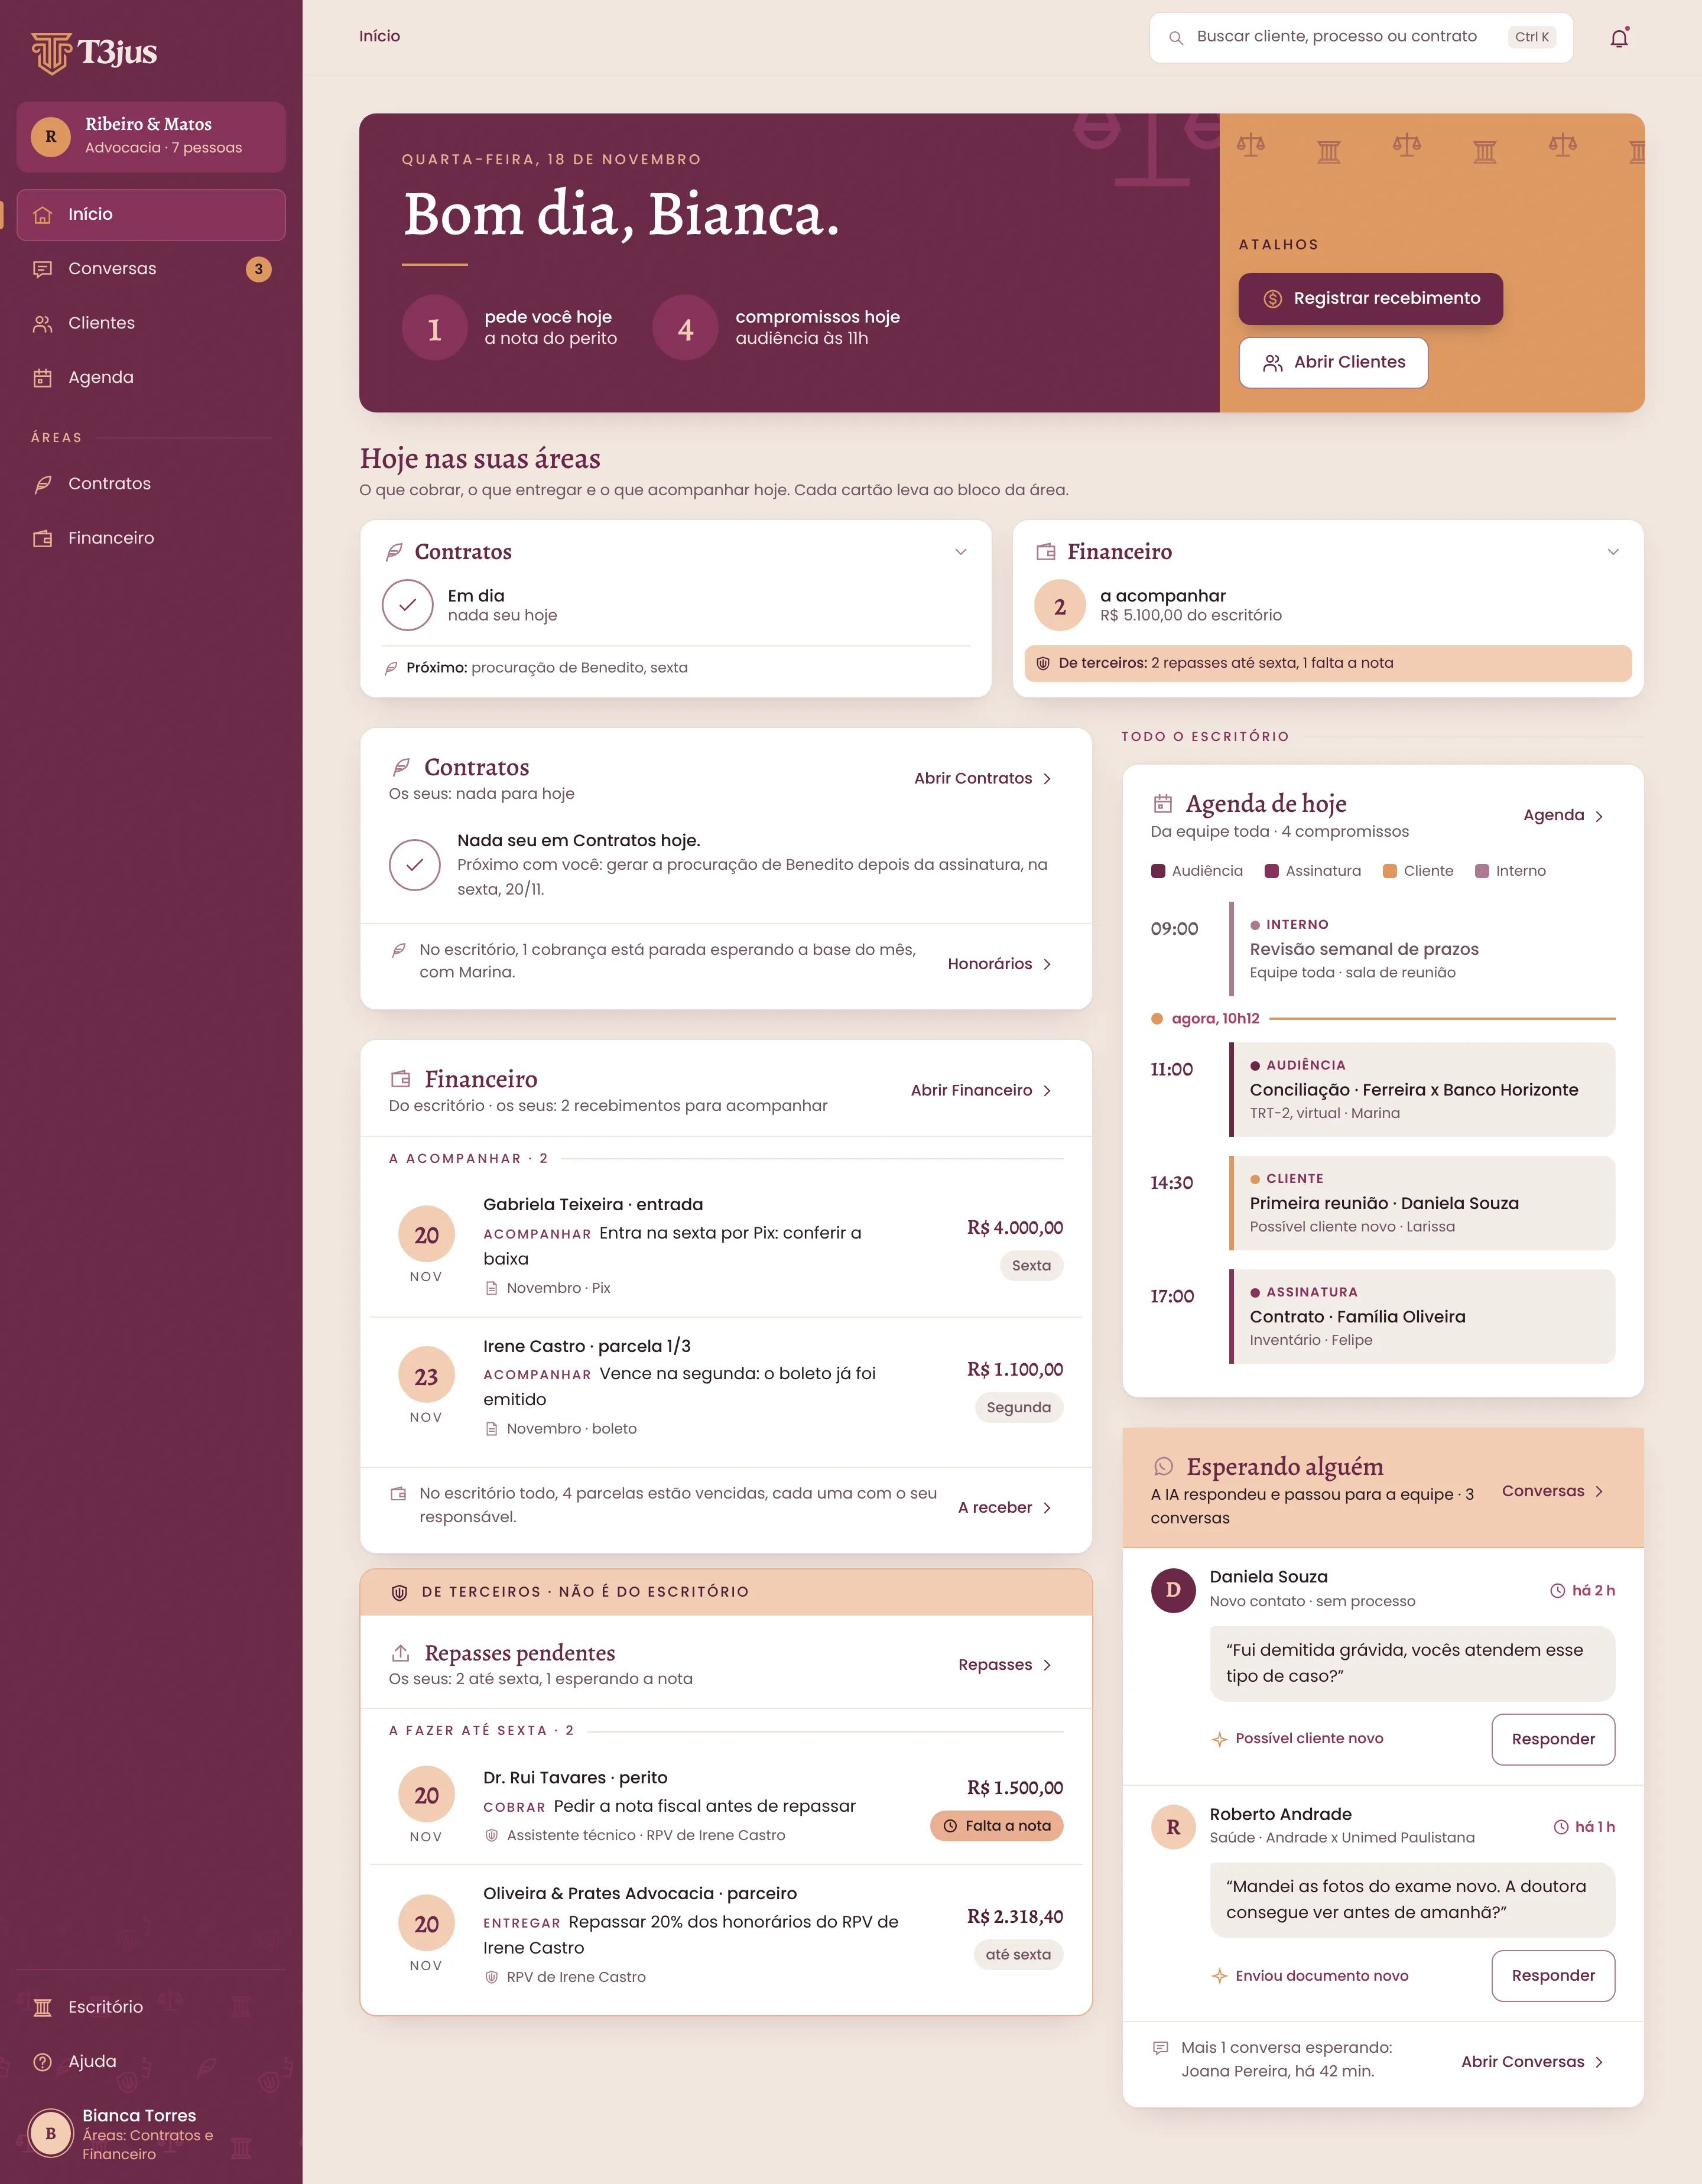 T3jus
R
Ribeiro & Matos
Advocacia · 7 pessoas
Início
Conversas
3
Clientes
Agenda
ÁREAS
Contratos
Financeiro
Escritório
Ajuda
B
Bianca Torres
Áreas: Contratos e
Financeiro
Início
Buscar cliente, processo ou contrato
Ctrl K
QUARTA-FEIRA, 18 DE NOVEMBRO
Bom dia, Bianca.
1
pede você hoje
a nota do perito
4
compromissos hoje
audiência às 11h
ATALHOS
Registrar recebimento
Abrir Clientes
Hoje nas suas áreas
O que cobrar, o que entregar e o que acompanhar hoje. Cada cartão leva ao bloco da área.
Contratos
Em dia
nada seu hoje
Próximo: procuração de Benedito, sexta
Financeiro
2
a acompanhar
R$ 5.100,00 do escritório
De terceiros: 2 repasses até sexta, 1 falta a nota
Contratos
Os seus: nada para hoje
Abrir Contratos
Nada seu em Contratos hoje.
Próximo com você: gerar a procuração de Benedito depois da assinatura, na
sexta, 20/11.
No escritório, 1 cobrança está parada esperando a base do mês,
com Marina.
Honorários
Financeiro
Do escritório · os seus: 2 recebimentos para acompanhar
Abrir Financeiro
A ACOMPANHAR · 2
20
NOV
Gabriela Teixeira · entrada
ACOMPANHAR Entra na sexta por Pix: conferir a
baixa
Novembro · Pix
R$ 4.000,00
Sexta
23
NOV
Irene Castro · parcela 1/3
ACOMPANHAR Vence na segunda: o boleto já foi
emitido
Novembro · boleto
R$ 1.100,00
Segunda
No escritório todo, 4 parcelas estão vencidas, cada uma com o seu
responsável.
A receber
DE TERCEIROS · NÃO É DO ESCRITÓRIO
Repasses pendentes
Os seus: 2 até sexta, 1 esperando a nota
Repasses
A FAZER ATÉ SEXTA · 2
20
NOV
Dr. Rui Tavares · perito
COBRAR Pedir a nota fiscal antes de repassar
Assistente técnico · RPV de Irene Castro
R$ 1.500,00
Falta a nota
20
NOV
Oliveira & Prates Advocacia · parceiro
ENTREGAR Repassar 20% dos honorários do RPV de
Irene Castro
RPV de Irene Castro
R$ 2.318,40
até sexta
TODO O ESCRITÓRIO
Agenda de hoje
Da equipe toda · 4 compromissos
Agenda
Audiência
Assinatura
Cliente
Interno
09:00
INTERNO
Revisão semanal de prazos
Equipe toda · sala de reunião
agora, 10h12
11:00
AUDIÊNCIA
Conciliação · Ferreira x Banco Horizonte
TRT-2, virtual · Marina
14:30
CLIENTE
Primeira reunião · Daniela Souza
Possível cliente novo · Larissa
17:00
ASSINATURA
Contrato · Família Oliveira
Inventário · Felipe
Esperando alguém
A IA respondeu e passou para a equipe · 3
conversas
Conversas
D
Daniela Souza
Novo contato · sem processo
há 2 h
“Fui demitida grávida, vocês atendem esse
tipo de caso?”
Possível cliente novo
Responder
R
Roberto Andrade
Saúde · Andrade x Unimed Paulistana
há 1 h
“Mandei as fotos do exame novo. A doutora
consegue ver antes de amanhã?”
Enviou documento novo
Responder
Mais 1 conversa esperando:
Joana Pereira, há 42 min.
Abrir Conversas